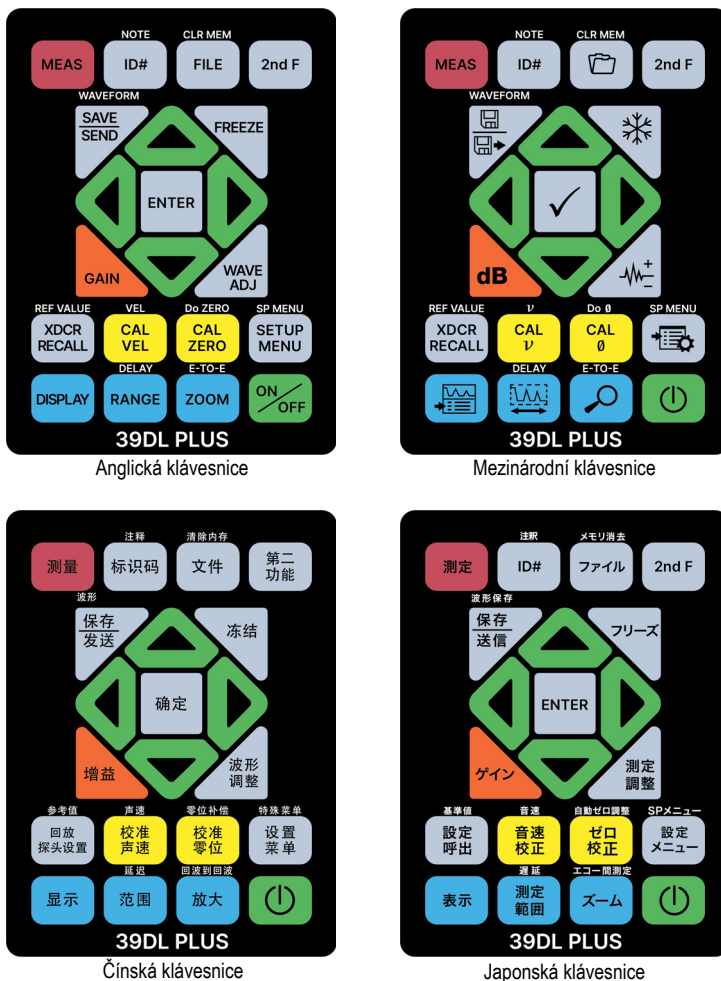 NOTE CLR MEM
MEAS ID# FILE 2nd F
WAVEFORM
SAVE
SEND
FREEZE
ENTER
GAIN
WAVE
ADJ
REF VALUE VEL Do ZERO SP MENU
XDCR
RECALL
CAL
VEL
CAL
ZERO
SETUP
MENU
DELAY E-TO-E
DISPLAY RANGE ZOOM ON/OFF
39DL PLUS
Anglická klávesnice
NOTE CLR MEM
MEAS ID# 2nd F
WAVEFORM
dB
REF VALUE ν Do Ø SP MENU
XDCR
RECALL
CAL
ν
CAL
Ø
DELAY E-TO-E
39DL PLUS
Mezinárodní klávesnice
注释 清除内存
测量 标识码 文件 第二
功能
波形
保存
发送
冻结
确定
增益
波形
调整
参考值 声速 零位补偿 特殊菜单
回放
探头设置
校准
声速
校准
零位
设置
菜单
延迟 回波到回波
显示 范围 放大
39DL PLUS
Čínská klávesnice
注釈 メモリ消去
測定 ID# ファイル 2nd F
波形保存
保存
送信
フリーズ
ENTER
ゲイン
測定
調整
基準値 音速 自動ゼロ調整 SPメニュー
設定
呼出
音速
校正
ゼロ
校正
設定
メニュー
遅延 エコー間測定
表示 測定
範囲
ズーム
39DL PLUS
Japonská klávesnice